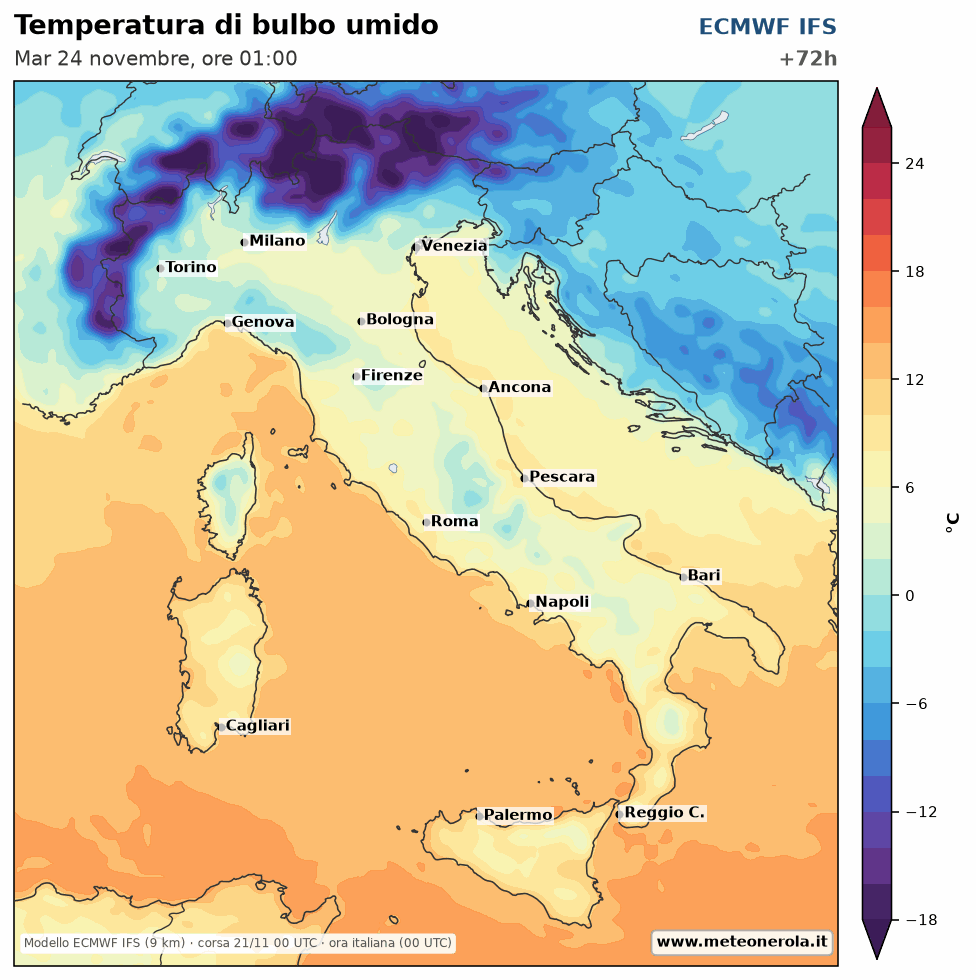 Temperatura di bulbo umido
ECMWF IFS
Mar 24 novembre, ore 01:00
+72h
Milano
Venezia
Torino
Genova
Bologna
Firenze
Ancona
Pescara
Roma
Bari
Napoli
Cagliari
Palermo
Reggio C.
24
18
12
6
0
−6
−12
−18
°C
Modello ECMWF IFS (9 km) · corsa 21/11 00 UTC · ora italiana (00 UTC)
www.meteonerola.it